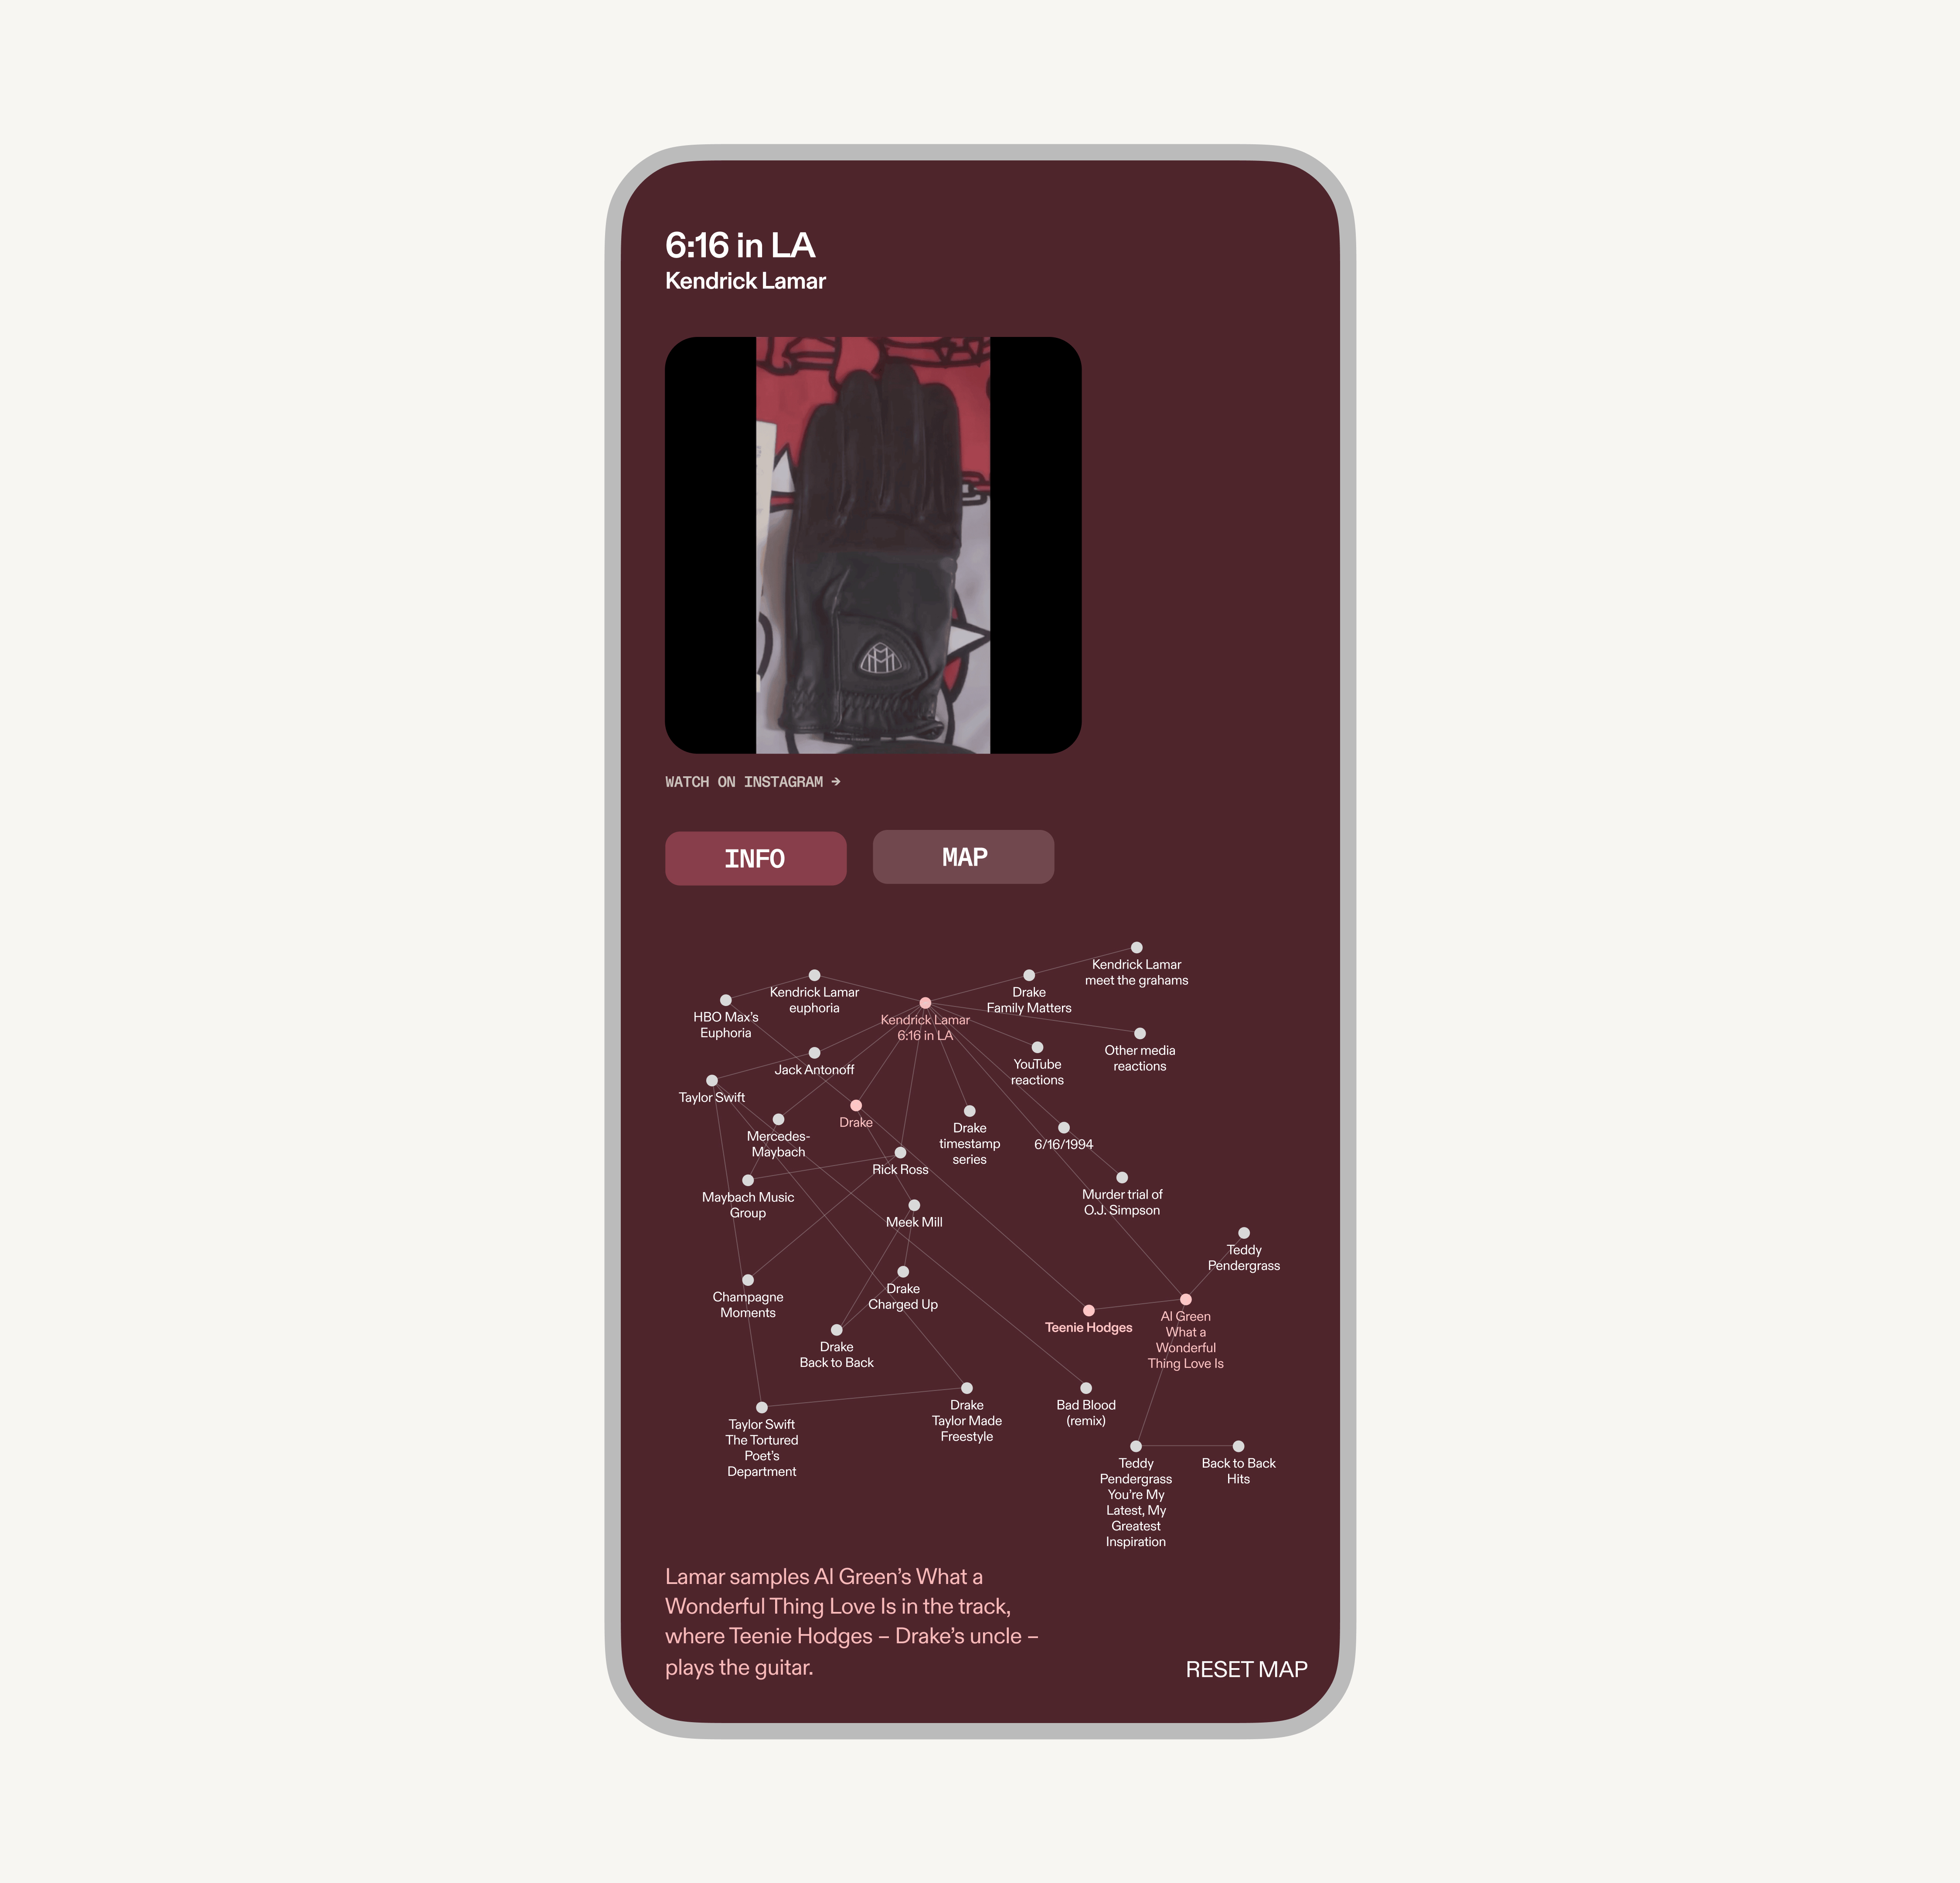 6:16 in LA
Kendrick Lamar
WATCH ON INSTAGRAM →
INFO
MAP
Kendrick Lamar
meet the grahams
Kendrick Lamar
euphoria
Drake
Family Matters
HBO Max’s
Euphoria
Kendrick Lamar
6:16 in LA
Other media
reactions
YouTube
reactions
Jack Antonoff
Taylor Swift
Drake
Mercedes-
Maybach
Drake
timestamp
series
6/16/1994
Rick Ross
Maybach Music
Group
Murder trial of
O.J. Simpson
Meek Mill
Teddy
Pendergrass
Champagne
Moments
Drake
Charged Up
Teenie Hodges
Al Green
What a
Wonderful
Thing Love Is
Drake
Back to Back
Taylor Swift
The Tortured
Poet’s
Department
Drake
Taylor Made
Freestyle
Bad Blood
(remix)
Teddy
Pendergrass
You’re My
Latest, My
Greatest
Inspiration
Back to Back
Hits
Lamar samples Al Green’s What a
Wonderful Thing Love Is in the track,
where Teenie Hodges – Drake’s uncle –
plays the guitar.
RESET MAP